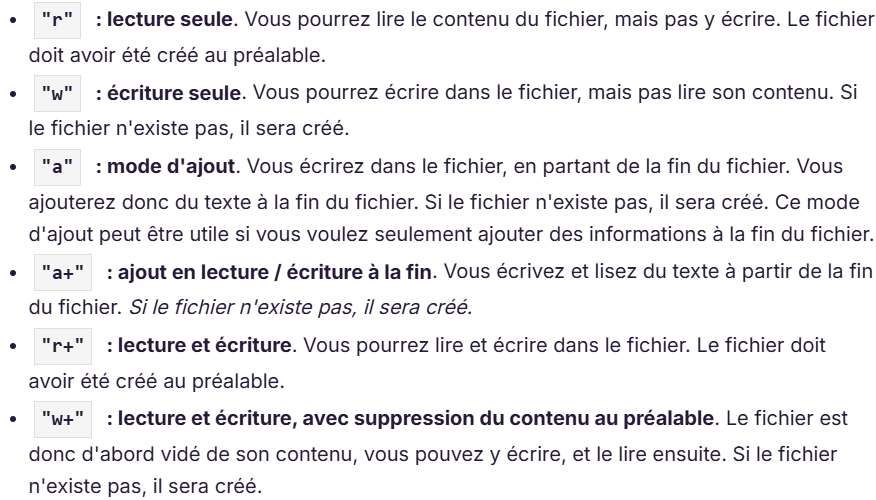 • "r" : lecture seule. Vous pourrez lire le contenu du fichier, mais pas y écrire. Le fichier
doit avoir été créé au préalable.
• "w" : écriture seule. Vous pourrez écrire dans le fichier, mais pas lire son contenu. Si
le fichier n'existe pas, il sera créé.
• "a" : mode d'ajout. Vous écrirez dans le fichier, en partant de la fin du fichier. Vous
ajouterez donc du texte à la fin du fichier. Si le fichier n'existe pas, il sera créé. Ce mode
d'ajout peut être utile si vous voulez seulement ajouter des informations à la fin du fichier.
• "a+" : ajout en lecture / écriture à la fin. Vous écrivez et lisez du texte à partir de la fin
du fichier. Si le fichier n'existe pas, il sera créé.
• "r+" : lecture et écriture. Vous pourrez lire et écrire dans le fichier. Le fichier doit
avoir été créé au préalable.
• "w+" : lecture et écriture, avec suppression du contenu au préalable. Le fichier est
donc d'abord vidé de son contenu, vous pouvez y écrire, et le lire ensuite. Si le fichier
n'existe pas, il sera créé.